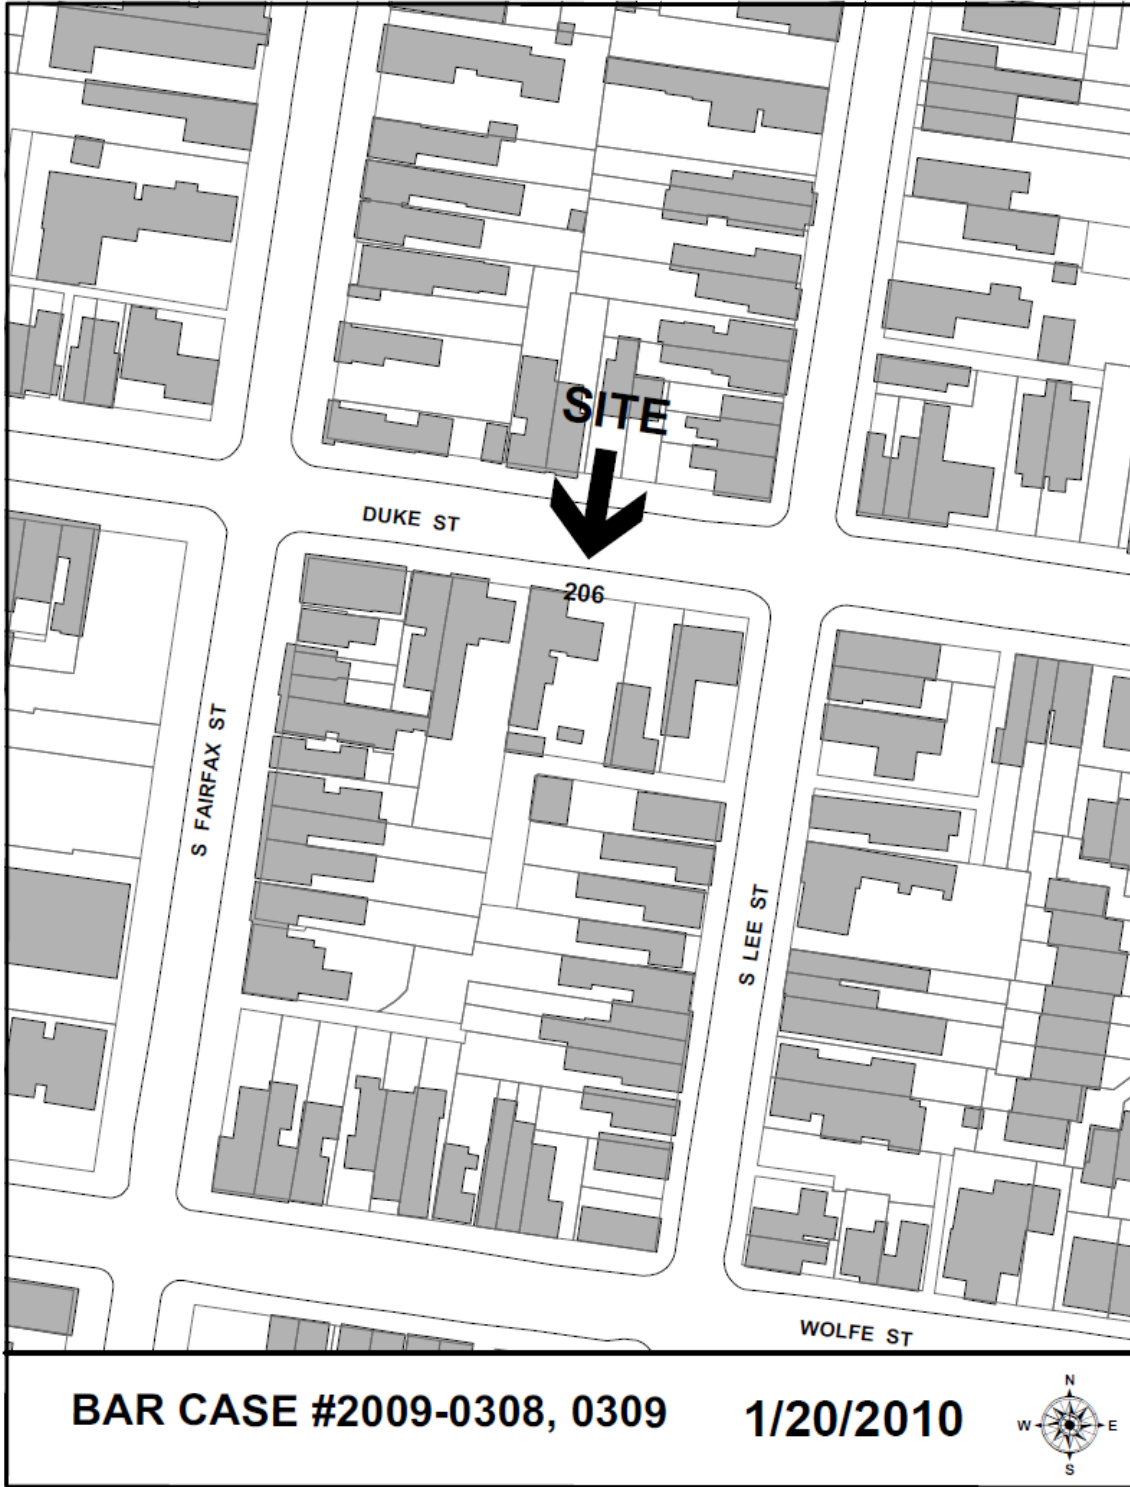 SITE
DUKE ST
206
S FAIRFAX ST
S LEE ST
WOLFE ST
BAR CASE #2009-0308, 0309
1/20/2010
N
W E
S